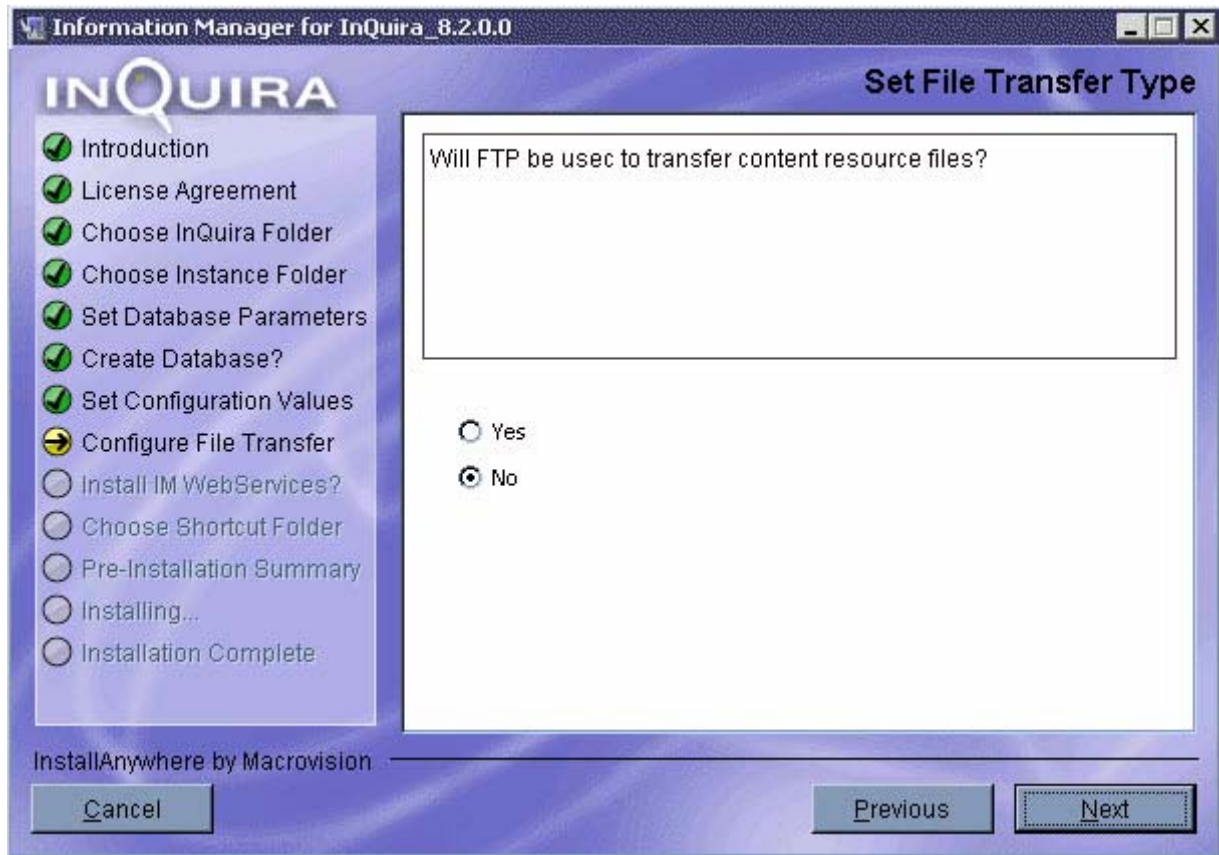 Information Manager for InQuira_8.2.0.0
INQUIRA
Set File Transfer Type
Introduction
License Agreement
Choose InQuira Folder
Choose Instance Folder
Set Database Parameters
Create Database?
Set Configuration Values
Configure File Transfer
Install IM WebServices?
Choose Shortcut Folder
Pre-Installation Summary
Installing...
Installation Complete
Will FTP be usec to transfer content resource files?
Yes
No
InstallAnywhere by Macrovision
Cancel
Previous
Next